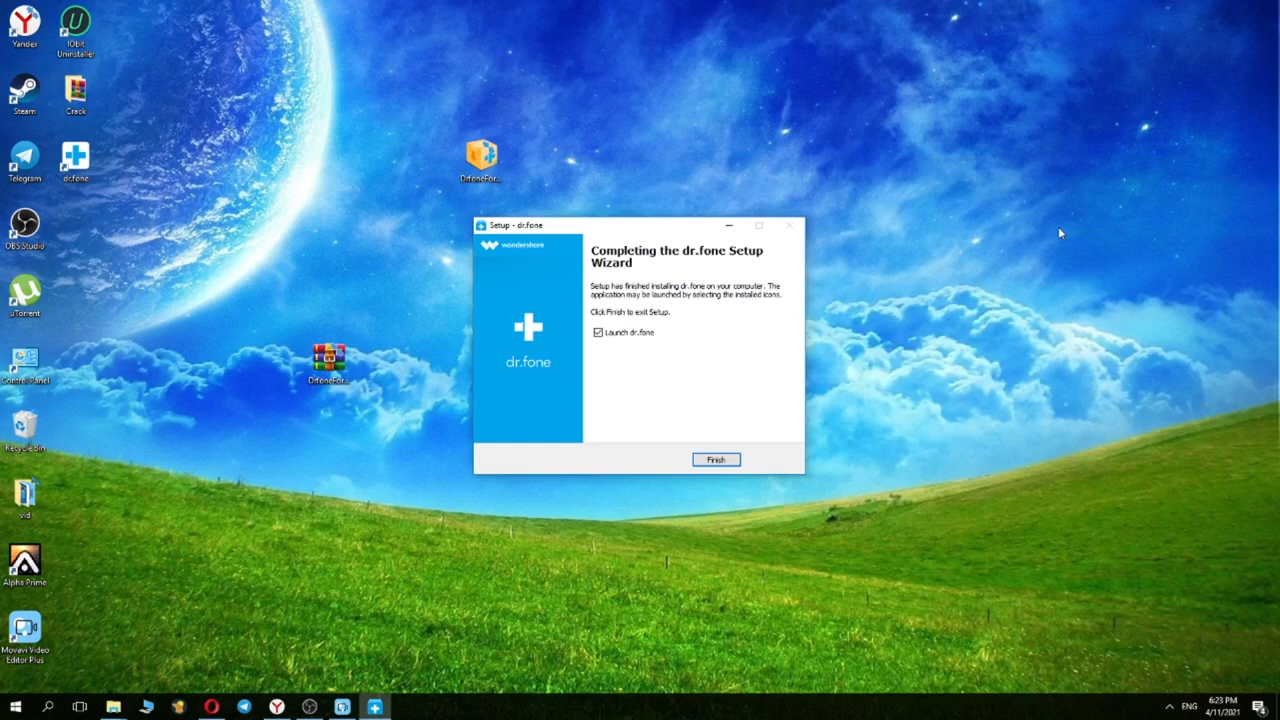 Yandex
IObit
Uninstaller
Steam
Crack
Telegram
dr.fone
DrfoneFor...
OBS Studio
Setup - dr.fone
wondershare
Completing the dr.fone Setup
Wizard
Setup has finished installing dr.fone on your computer. The
application may be launched by selecting the installed icons.
Click Finish to exit Setup.
Launch dr.fone
dr.fone
Finish
µTorrent
Control Panel
DrfoneFor...
Recycle Bin
vid
Alpha Prime
Movavi Video
Editor Plus
ENG
6:23 PM
4/11/2021
4